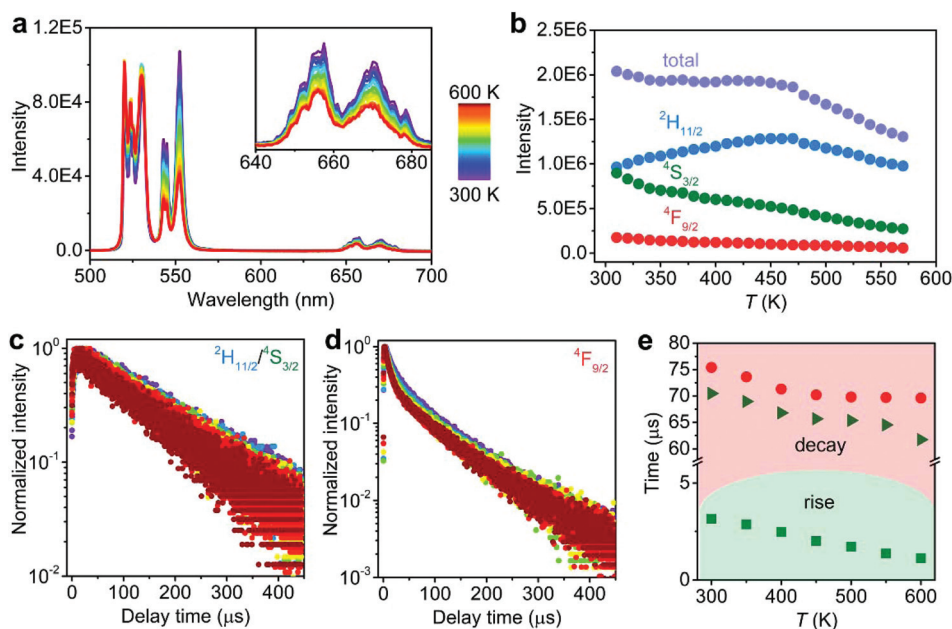 a
Intensity
1.2E5
8.0E4
4.0E4
0.0
500 550 600 650 700
Wavelength (nm)
640 660 680
600 K
300 K
b
Intensity
2.5E6
2.0E6
1.5E6
1.0E6
5.0E5
0.0
total
²H₁₁/₂
⁴S₃/₂
⁴F₉/₂
300 350 400 450 500 550 600
T (K)
c
Normalized intensity
10⁰
10⁻¹
10⁻²
²H₁₁/₂/⁴S₃/₂
0 100 200 300 400
Delay time (μs)
d
Normalized intensity
10⁰
10⁻¹
10⁻²
10⁻³
⁴F₉/₂
0 100 200 300 400
Delay time (μs)
e
Time (μs)
80
75
70
65
60
5
0
decay
rise
300 400 500 600
T (K)